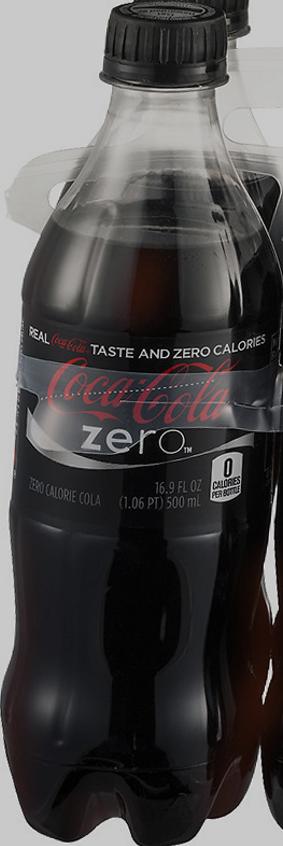 REAL Coca-Cola TASTE AND ZERO CALORIES
Coca-Cola
zero™
ZERO CALORIE COLA
16.9 FL OZ
(1.06 PT) 500 mL
0
CALORIES
PER BOTTLE